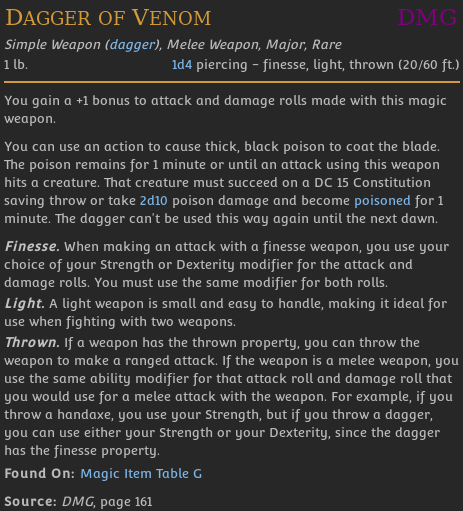 Dagger of Venom DMG
Simple Weapon (dagger), Melee Weapon, Major, Rare
1 lb. 1d4 piercing - finesse, light, thrown (20/60 ft.)
You gain a +1 bonus to attack and damage rolls made with this magic
weapon.
You can use an action to cause thick, black poison to coat the blade.
The poison remains for 1 minute or until an attack using this weapon
hits a creature. That creature must succeed on a DC 15 Constitution
saving throw or take 2d10 poison damage and become poisoned for 1
minute. The dagger can't be used this way again until the next dawn.
Finesse. When making an attack with a finesse weapon, you use your
choice of your Strength or Dexterity modifier for the attack and
damage rolls. You must use the same modifier for both rolls.
Light. A light weapon is small and easy to handle, making it ideal for
use when fighting with two weapons.
Thrown. If a weapon has the thrown property, you can throw the
weapon to make a ranged attack. If the weapon is a melee weapon, you
use the same ability modifier for that attack roll and damage roll that
you would use for a melee attack with the weapon. For example, if you
throw a handaxe, you use your Strength, but if you throw a dagger,
you can use either your Strength or your Dexterity, since the dagger
has the finesse property.
Found On: Magic Item Table G
Source: DMG, page 161